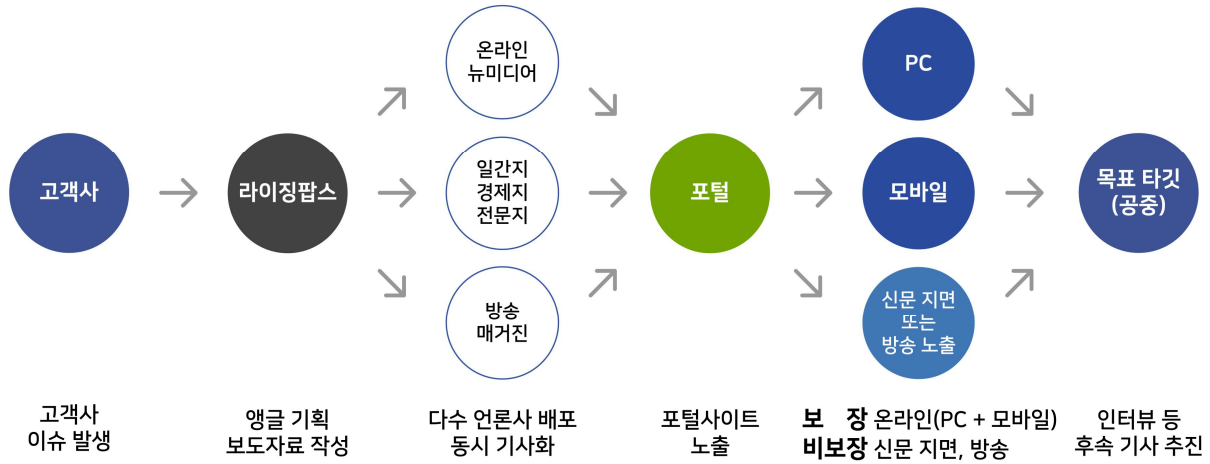 고객사
라이징팝스
온라인
뉴미디어
일간지
경제지
전문지
방송
매거진
포털
PC
모바일
신문 지면
또는
방송 노출
목표 타깃
(공중)
고객사
이슈 발생
앵글 기획
보도자료 작성
다수 언론사 배포
동시 기사화
포털사이트
노출
보 장 온라인(PC + 모바일)
비보장 신문 지면, 방송
인터뷰 등
후속 기사 추진